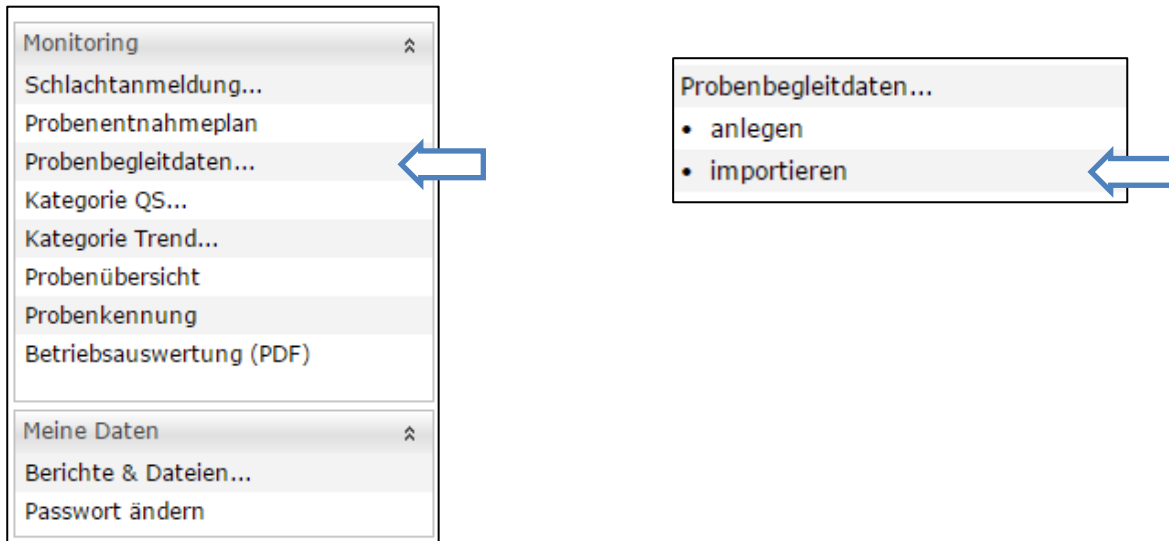 Monitoring
Schlachtanmeldung...
Probenentnahmeplan
Probenbegleitdaten...
Kategorie QS...
Kategorie Trend...
Probenübersicht
Probenkennung
Betriebsauswertung (PDF)
Meine Daten
Berichte & Dateien...
Passwort ändern
Probenbegleitdaten...
• anlegen
• importieren